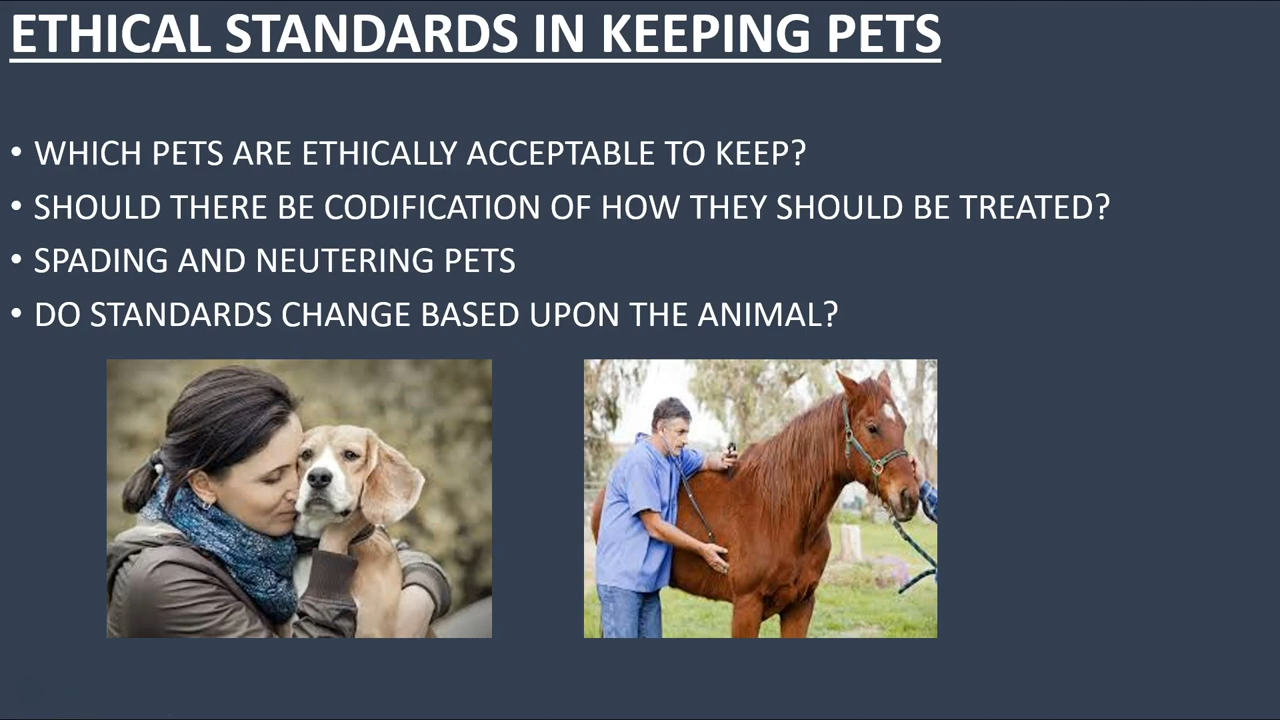 ETHICAL STANDARDS IN KEEPING PETS
• WHICH PETS ARE ETHICALLY ACCEPTABLE TO KEEP?
• SHOULD THERE BE CODIFICATION OF HOW THEY SHOULD BE TREATED?
• SPADING AND NEUTERING PETS
• DO STANDARDS CHANGE BASED UPON THE ANIMAL?